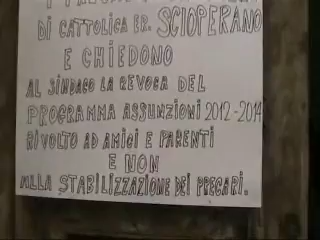 DI CATTOLICA ER. SCIOPERANO
E CHIEDONO
AL SINDACO LA REVOCA DEL
PROGRAMMA ASSUNZIONI 2012-2014
RIVOLTO AD AMICI E PARENTI
E NON
ALLA STABILIZZAZIONE DEI PRECARI.